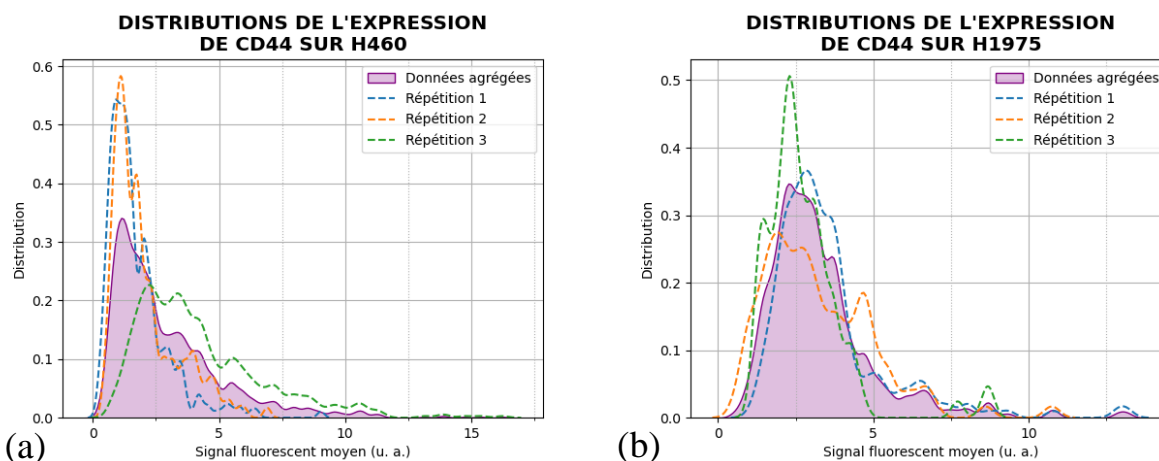 DISTRIBUTIONS DE L'EXPRESSION
DE CD44 SUR H460
0.6
0.5
0.4
0.3
0.2
0.1
0.0
Distribution
Données agrégées
Répétition 1
Répétition 2
Répétition 3
0
5
10
15
Signal fluorescent moyen (u. a.)
(a)
DISTRIBUTIONS DE L'EXPRESSION
DE CD44 SUR H1975
0.5
0.4
0.3
0.2
0.1
0.0
Distribution
Données agrégées
Répétition 1
Répétition 2
Répétition 3
0
5
10
Signal fluorescent moyen (u. a.)
(b)